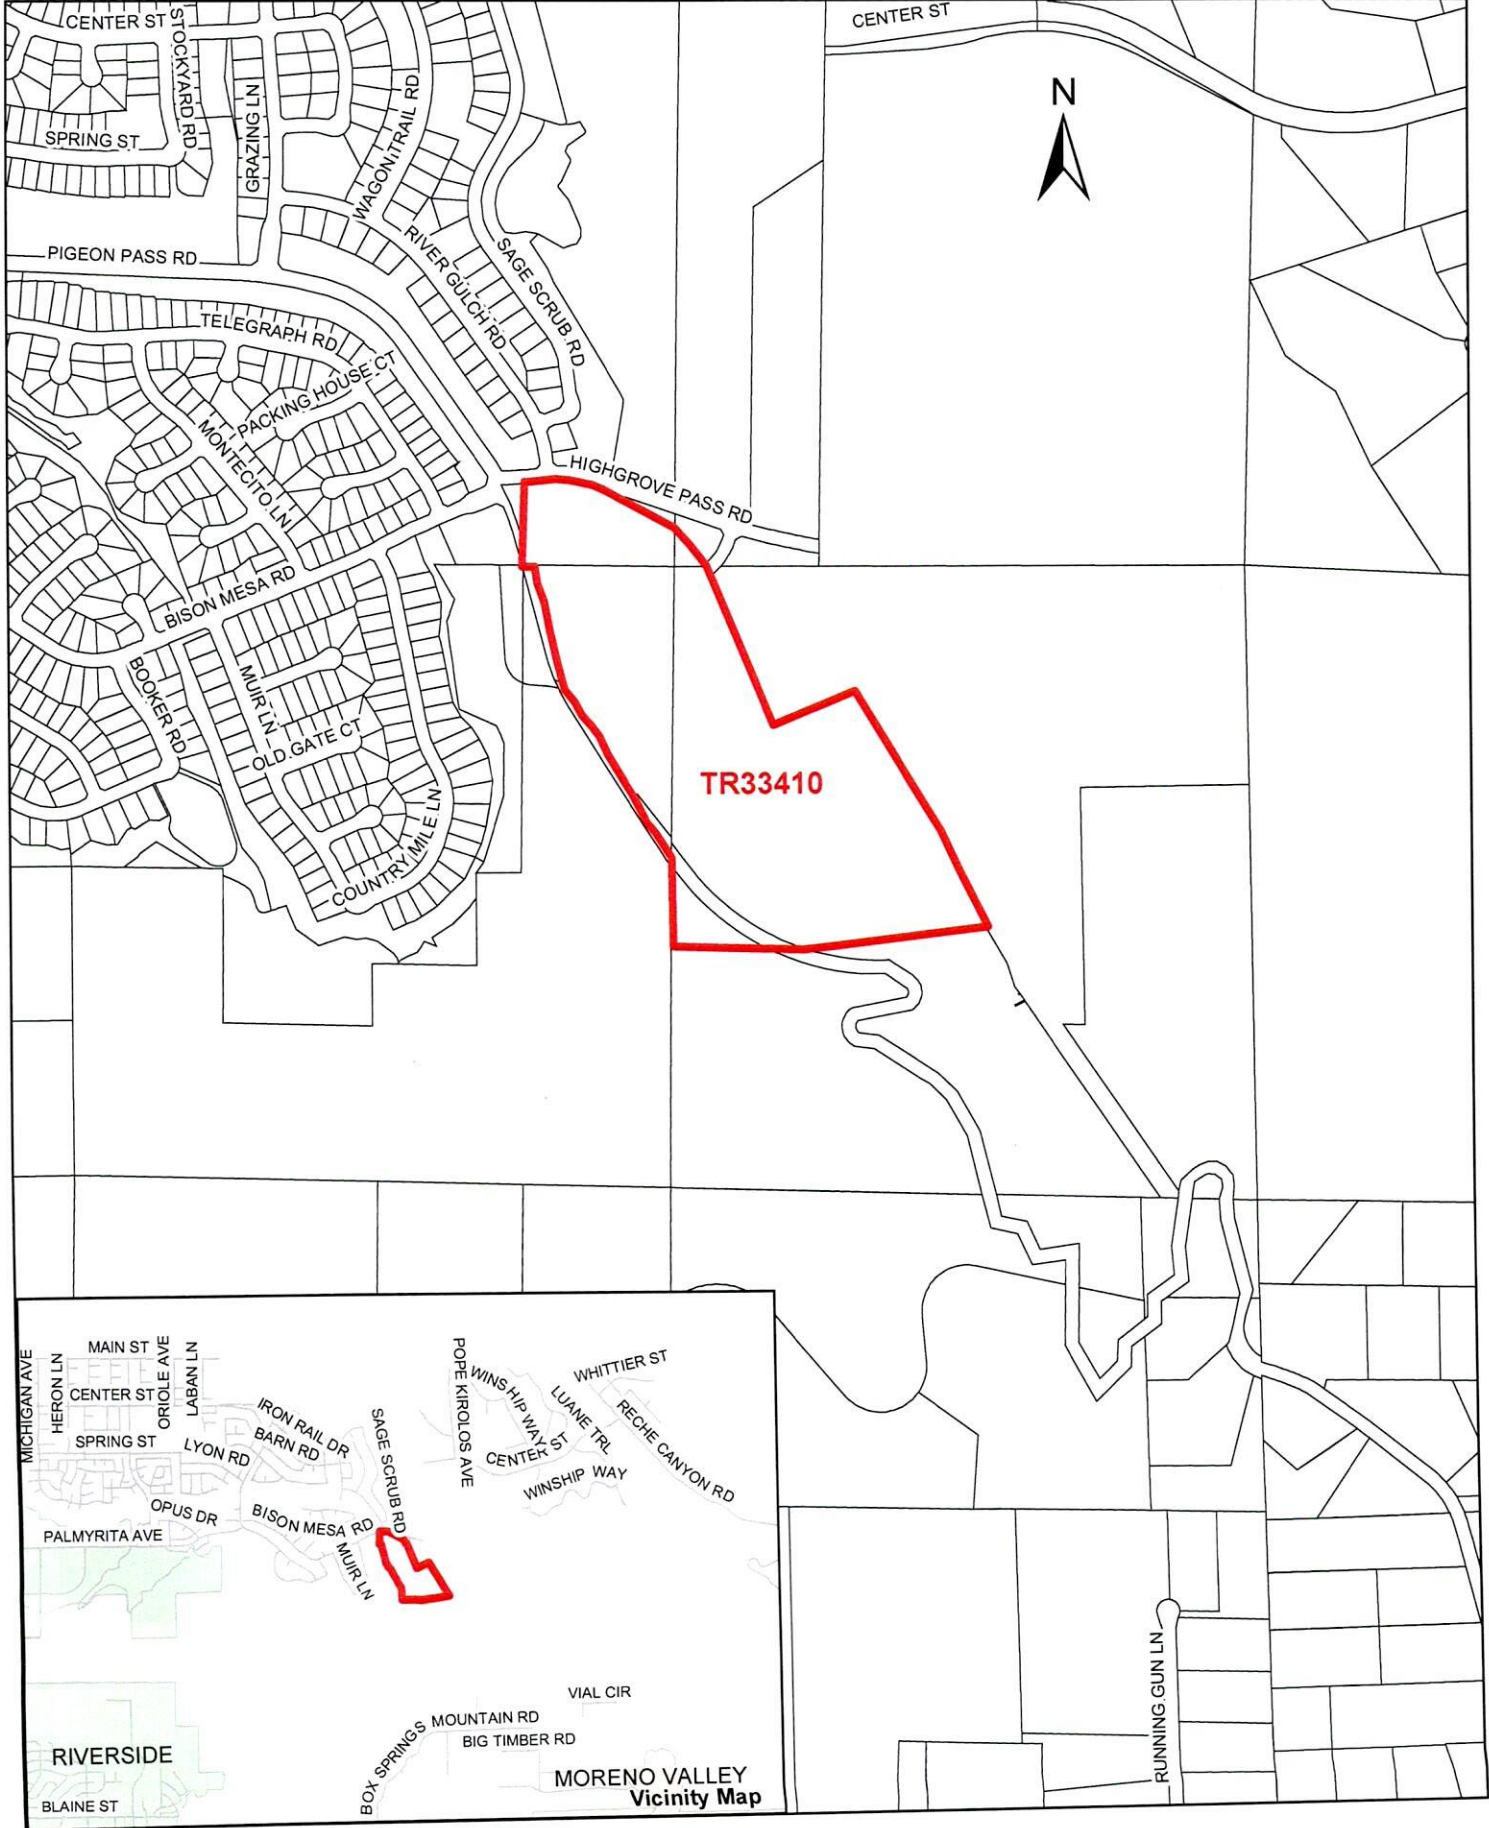 CENTER ST
STOCKYARD RD
CENTER ST
WAGON TRAIL RD
GRAZING LN
N
SPRING ST
PIGEON PASS RD
RIVER GULCH RD
SAGE SCRUB RD
TELEGRAPH RD
PACKING HOUSE CT
MONTECITO LN
HIGHGROVE PASS RD
BISON MESA RD
BOOKER RD
MUIR LN
OLD GATE CT
TR33410
COUNTRY MILE LN
MICHIGAN AVE
HERON LN
MAIN ST
ORIOLE AVE
LABAN LN
CENTER ST
SPRING ST
LYON RD
IRON RAIL DR
BARN RD
SAGE SCRUB RD
POPE KIROLOS AVE
WINSHIP WAY
LUANE TRL
WHITTIER ST
CENTER ST
RECHE CANYON RD
WINSHIP WAY
OPUS DR
BISON MESA RD
PALMYRITA AVE
MUIR LN
VIAL CIR
BOX SPRINGS MOUNTAIN RD
BIG TIMBER RD
RIVERSIDE
MORENO VALLEY
Vicinity Map
BLAINE ST
RUNNING GUN LN